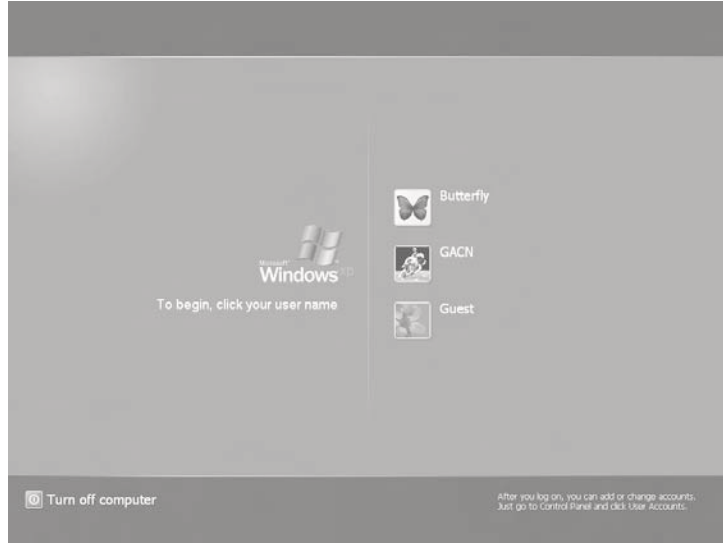 Microsoft
Windows XP
To begin, click your user name
Butterfly
GACN
Guest
Turn off computer
After you log on, you can add or change accounts.
Just go to Control Panel and click User Accounts.